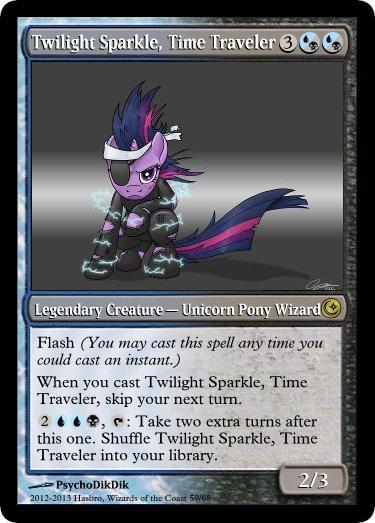 Twilight Sparkle, Time Traveler 3
Legendary Creature — Unicorn Pony Wizard
Flash (You may cast this spell any time you
could cast an instant.)
When you cast Twilight Sparkle, Time
Traveler, skip your next turn.
2 , : Take two extra turns after
this one. Shuffle Twilight Sparkle, Time
Traveler into your library.
2/3
PsychoDikDik
2012-2013 Hasbro, Wizards of the Coast 59/68